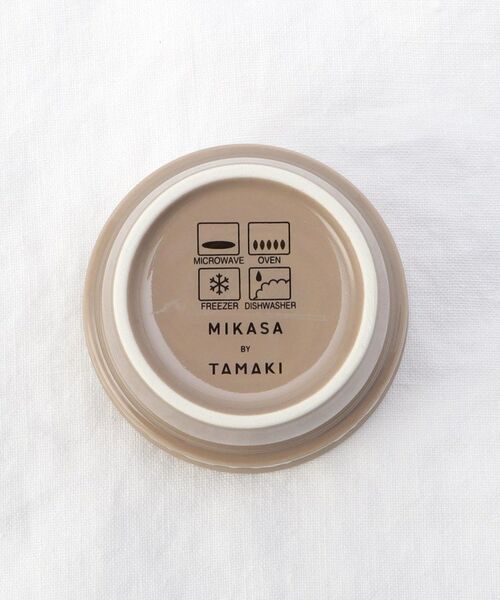 MICROWAVE OVEN
FREEZER DISHWASHER
MIKASA
BY
TAMAKI